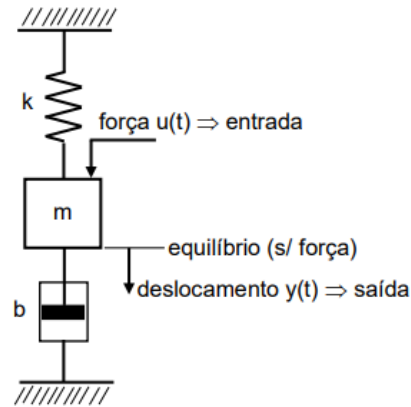 k
força u(t) ⇒ entrada
m
equilíbrio (s/ força)
deslocamento y(t) ⇒ saída
b